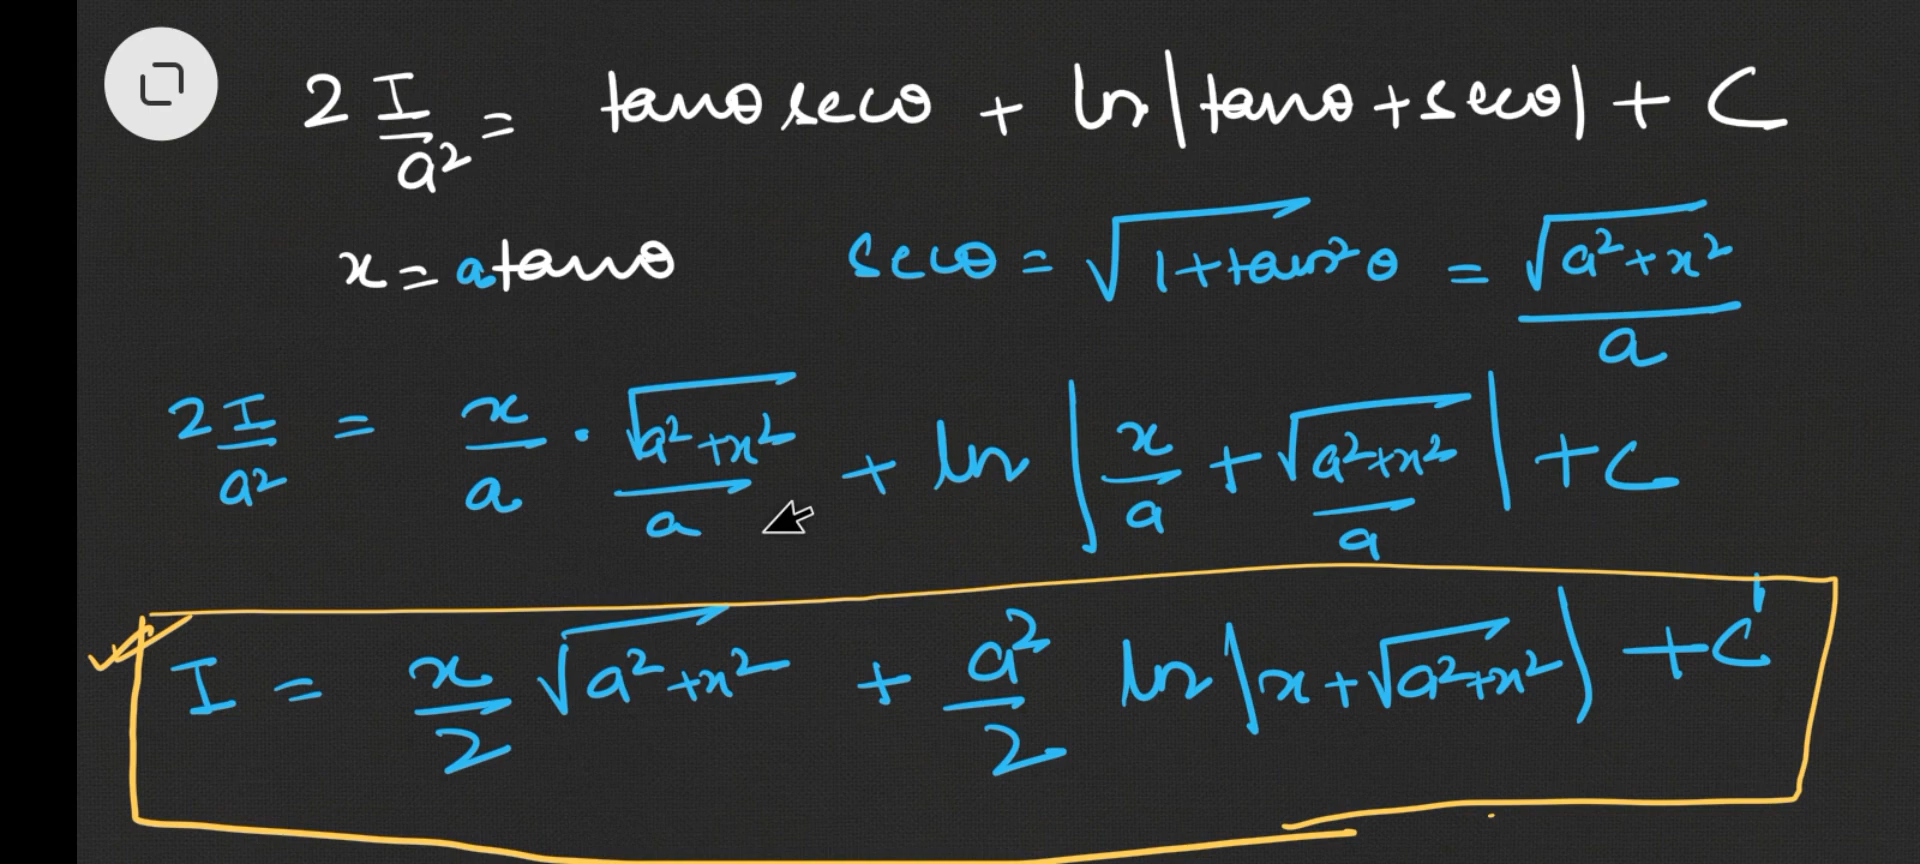 2 I/a² = tanθ secθ + ln|tanθ + secθ| + C
x = a tanθ secθ = √(1+tan²θ) = √(a²+x²)/a
2I/a² = x/a · √(a²+x²)/a + ln|x/a + √(a²+x²)/a| + C
I = x/2 √(a²+x²) + a²/2 ln|x+√(a²+x²)| + C'